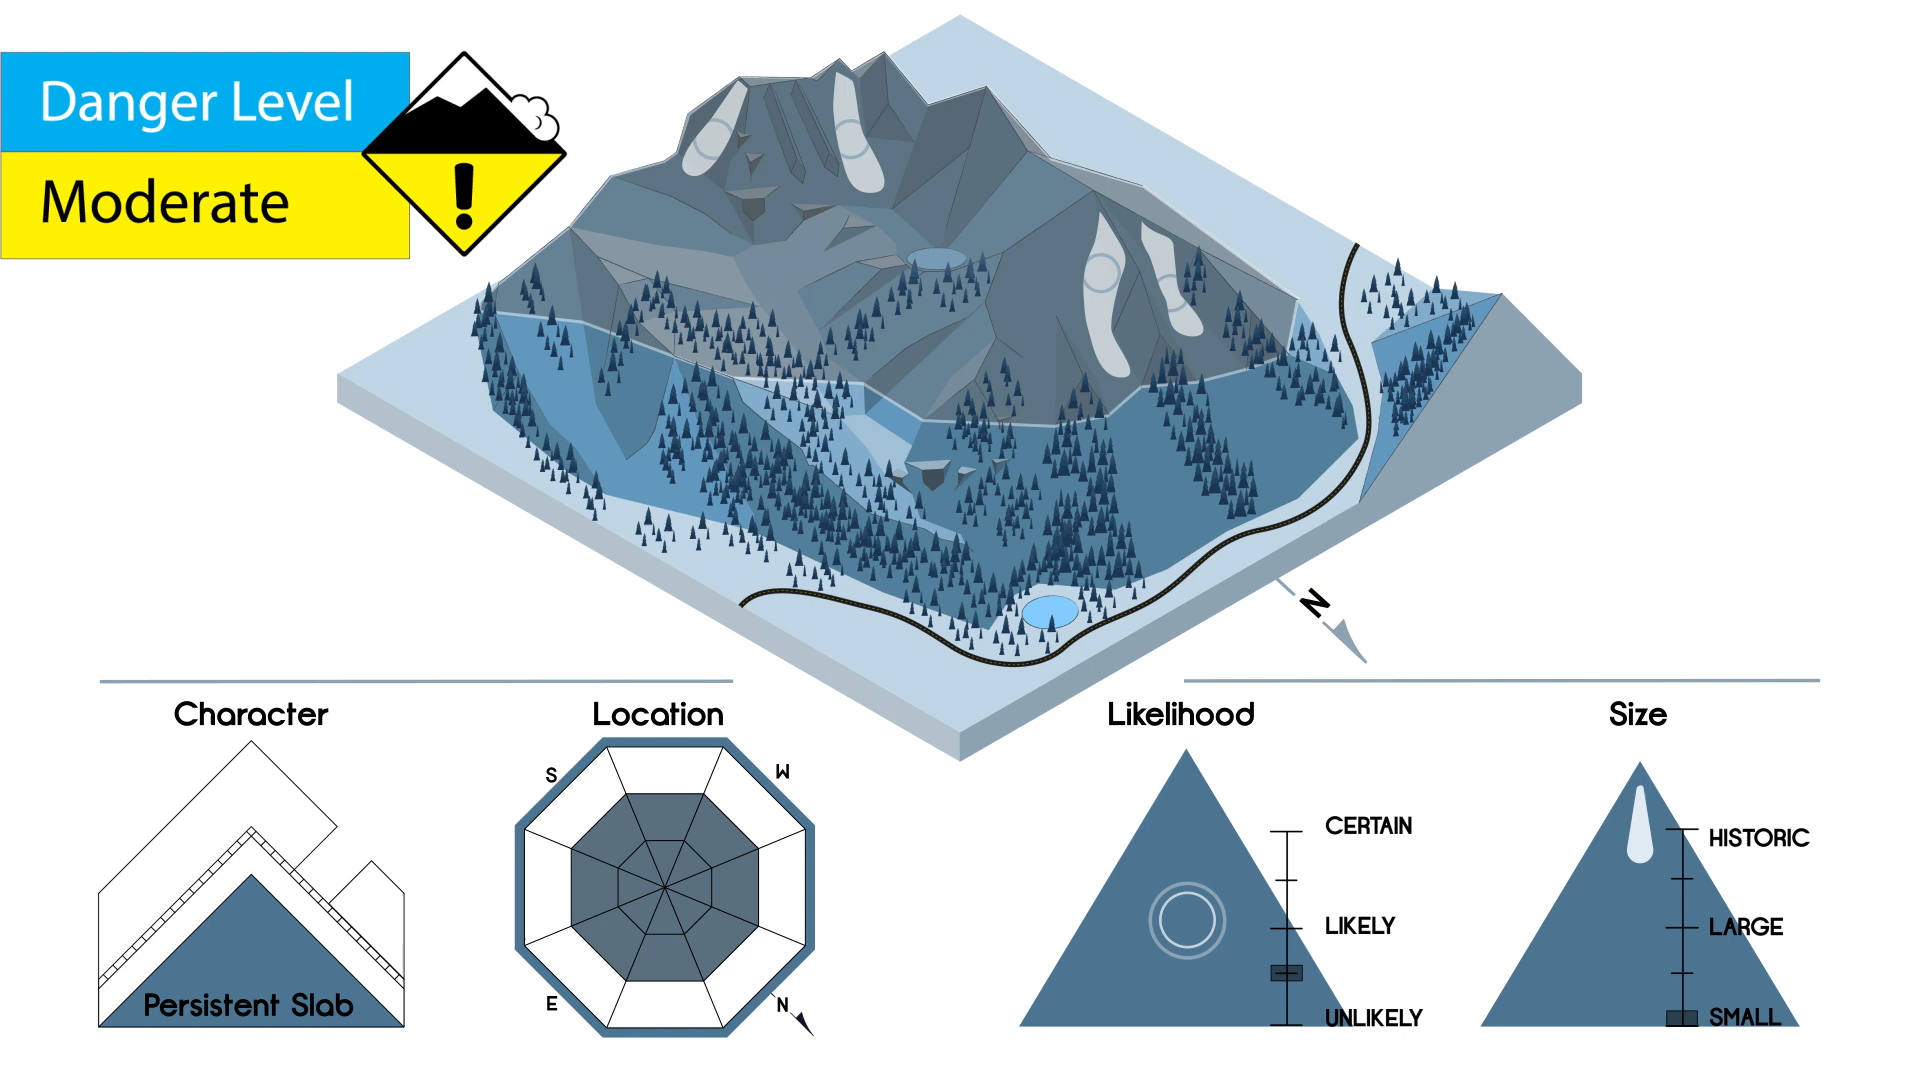 Danger Level
Moderate
!
N
Character
Location
Likelihood
Size
S
W
E
N
Persistent Slab
CERTAIN
LIKELY
UNLIKELY
HISTORIC
LARGE
SMALL